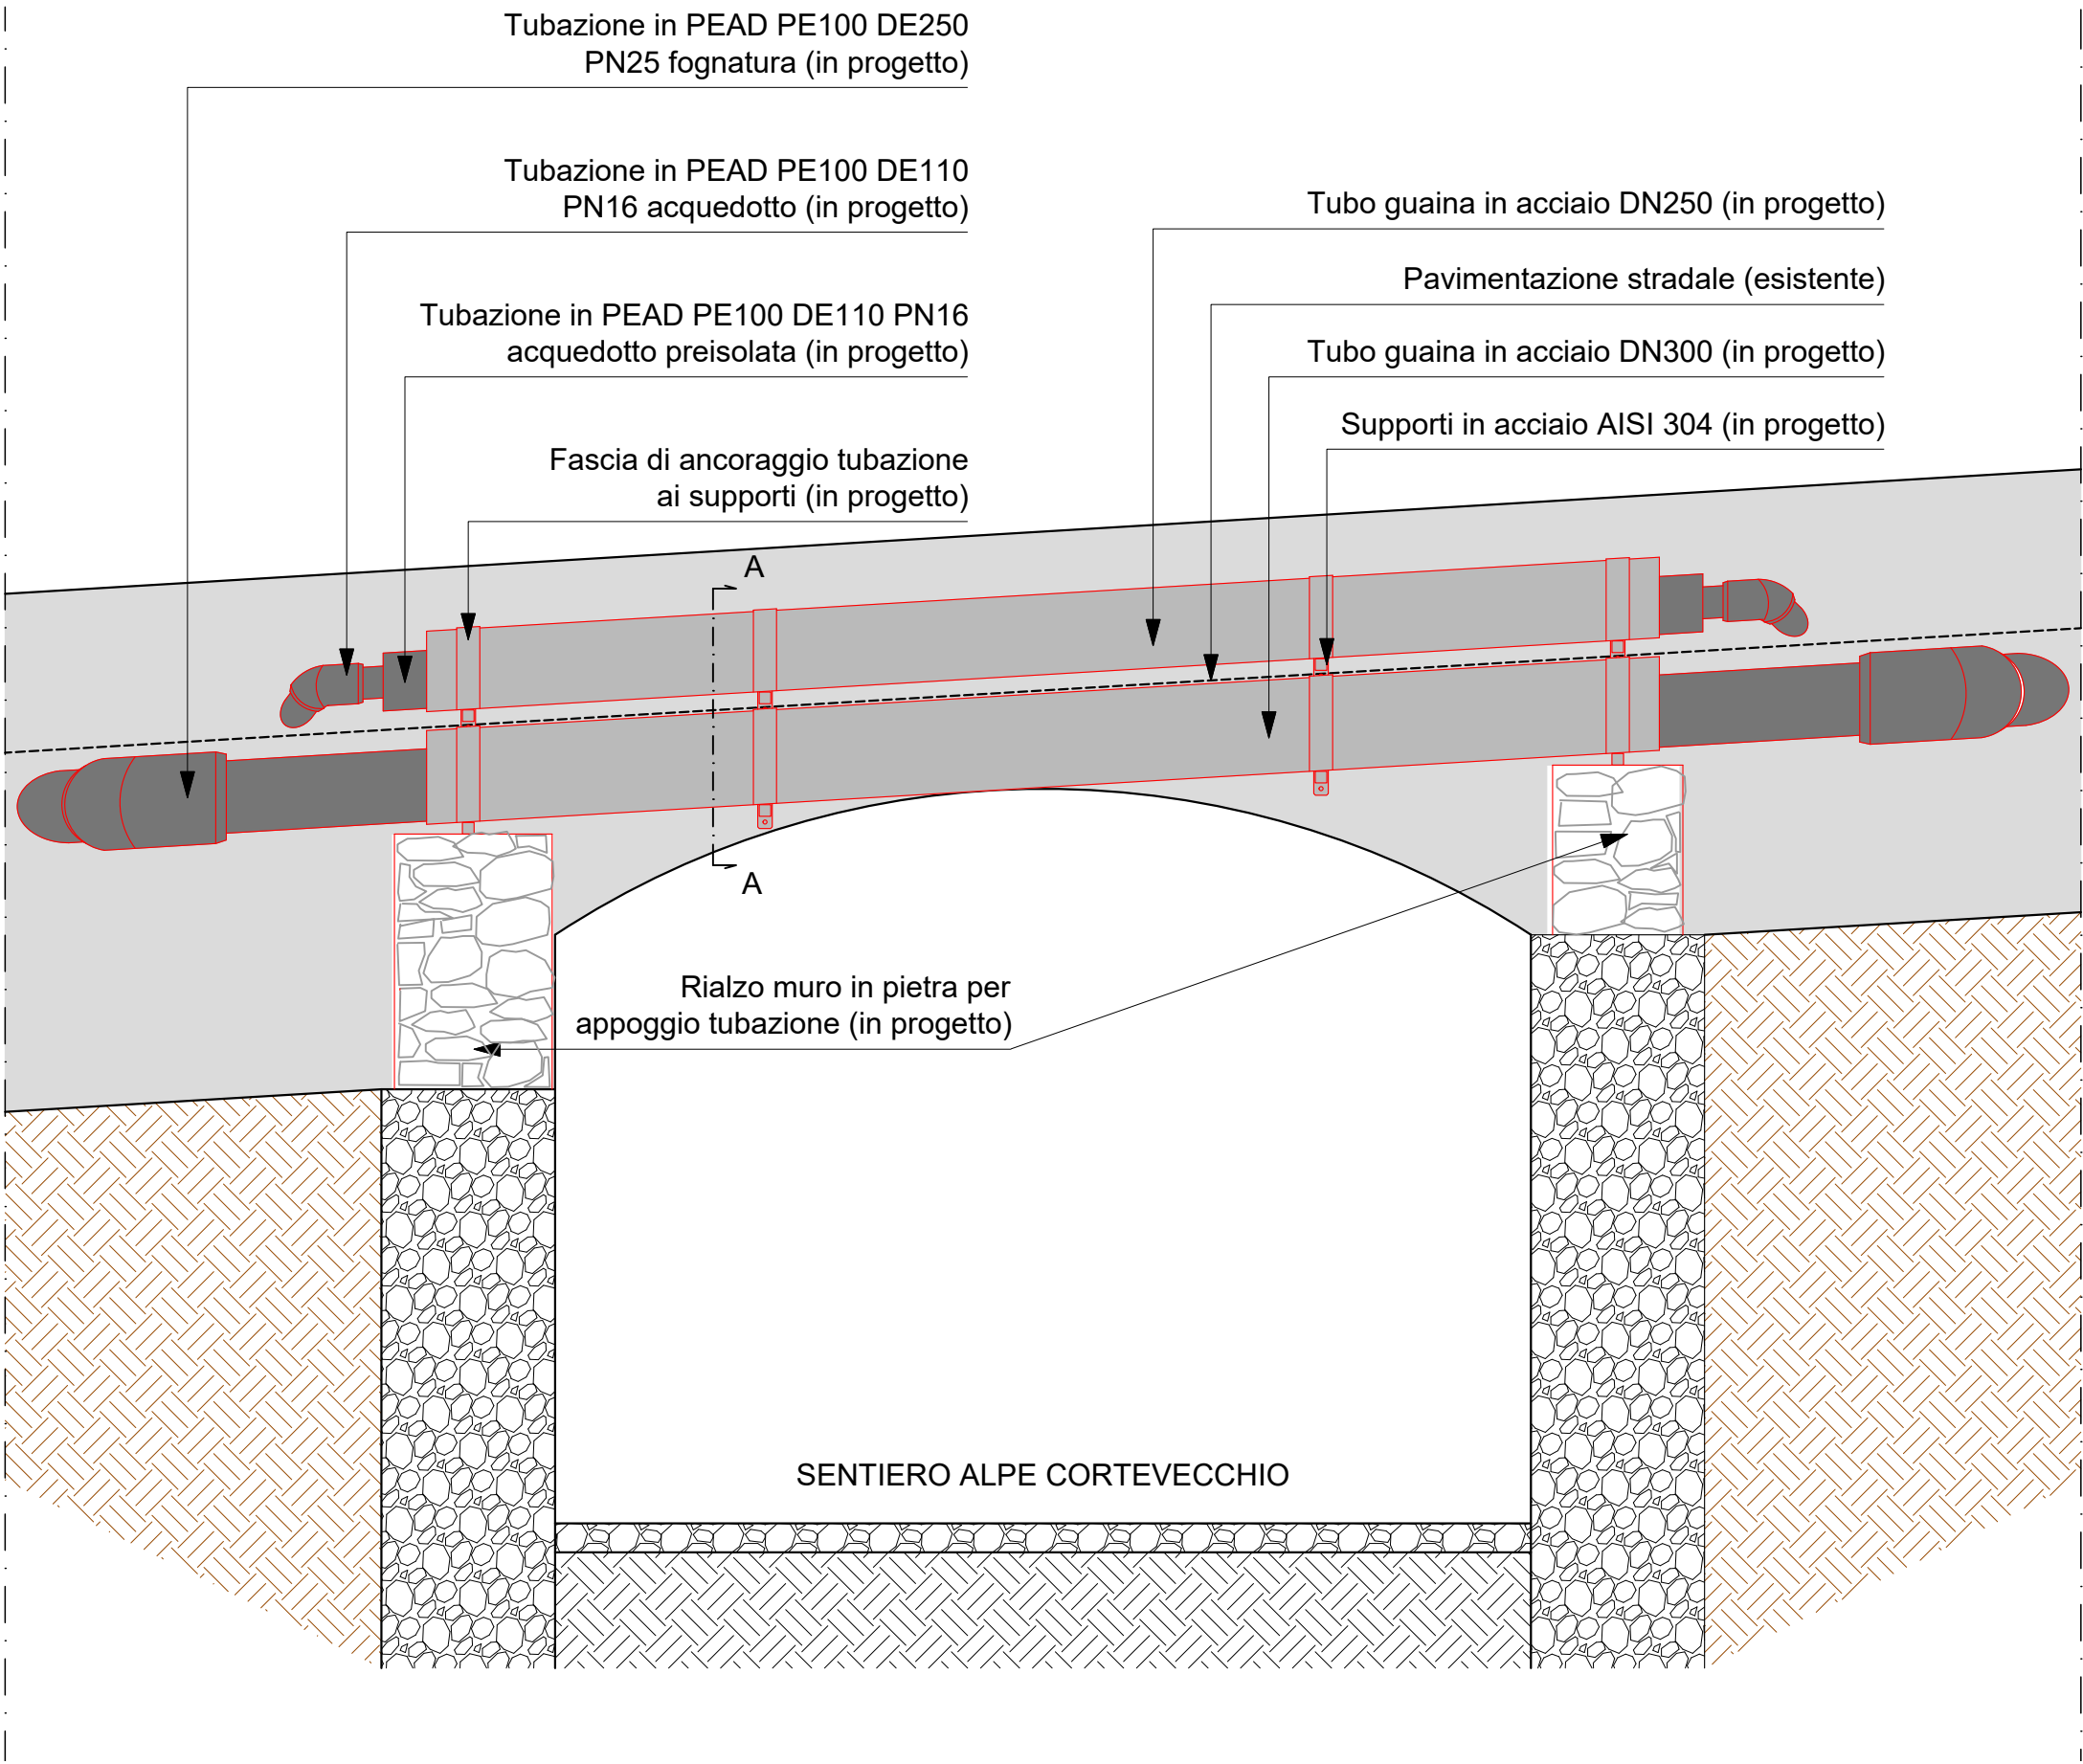 Tubazione in PEAD PE100 DE250
PN25 fognatura (in progetto)
Tubazione in PEAD PE100 DE110
PN16 acquedotto (in progetto)
Tubazione in PEAD PE100 DE110 PN16
acquedotto preisolata (in progetto)
Fascia di ancoraggio tubazione
ai supporti (in progetto)
Tubo guaina in acciaio DN250 (in progetto)
Pavimentazione stradale (esistente)
Tubo guaina in acciaio DN300 (in progetto)
Supporti in acciaio AISI 304 (in progetto)
A
A
Rialzo muro in pietra per
appoggio tubazione (in progetto)
SENTIERO ALPE CORTEVECCHIO